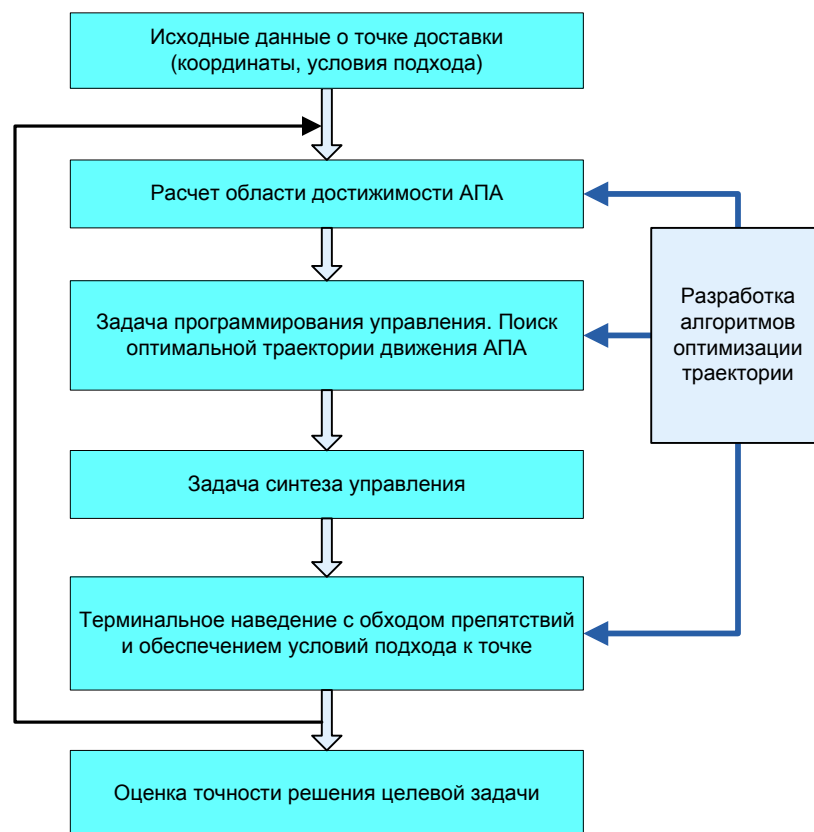 Исходные данные о точке доставки
(координаты, условия подхода)
Расчет области достижимости АПА
Задача программирования управления. Поиск
оптимальной траектории движения АПА
Разработка
алгоритмов
оптимизации
траектории
Задача синтеза управления
Терминальное наведение с обходом препятствий
и обеспечением условий подхода к точке
Оценка точности решения целевой задачи